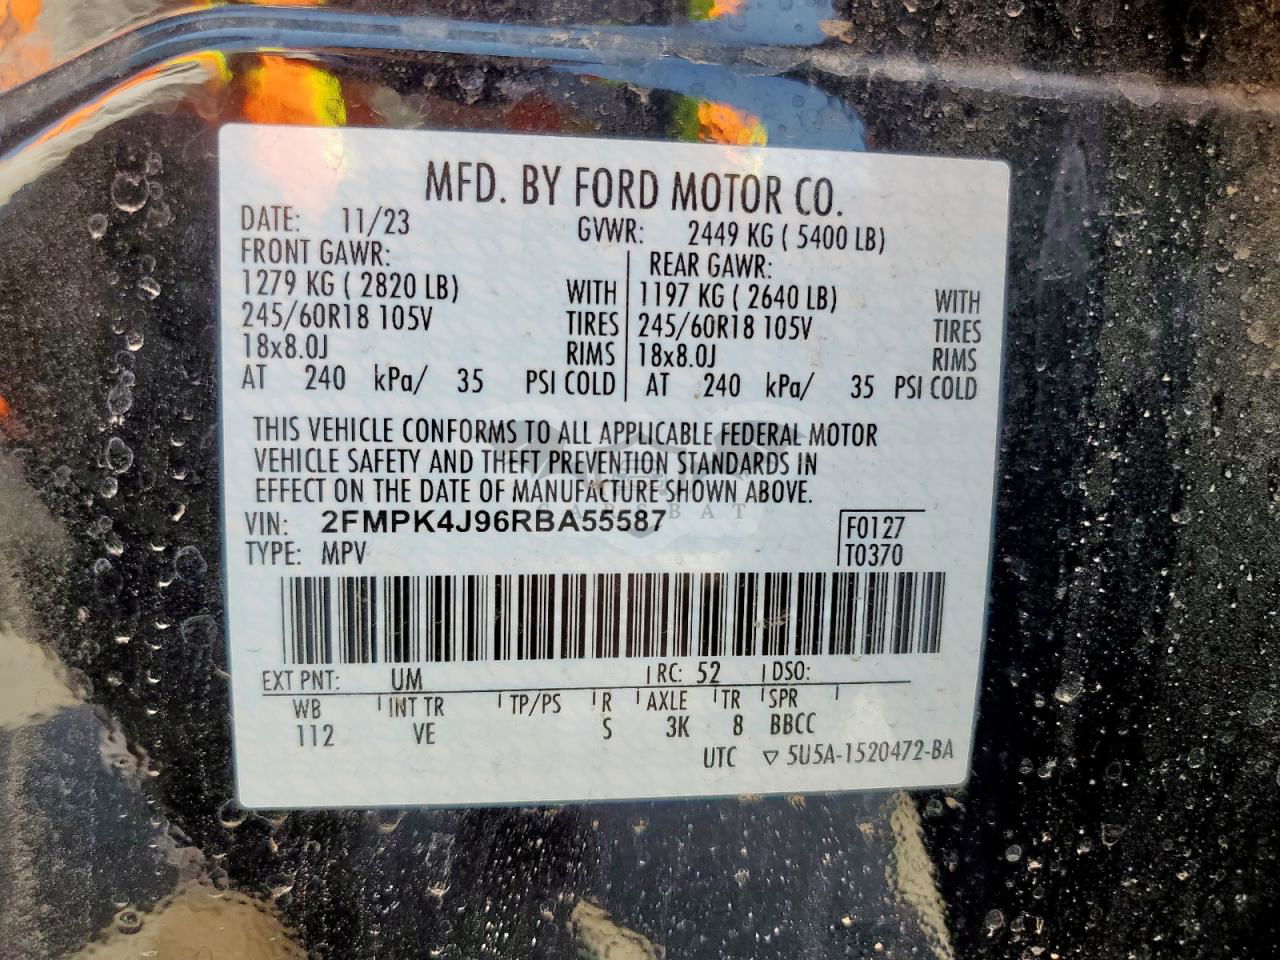 MFD. BY FORD MOTOR CO.
DATE: 11/23 GVWR: 2449 KG ( 5400 LB)
FRONT GAWR: REAR GAWR:
1279 KG ( 2820 LB) WITH 1197 KG ( 2640 LB) WITH
245/60R18 105V TIRES 245/60R18 105V TIRES
18x8.0J RIMS 18x8.0J RIMS
AT 240 kPa/ 35 PSI COLD AT 240 kPa/ 35 PSI COLD
THIS VEHICLE CONFORMS TO ALL APPLICABLE FEDERAL MOTOR
VEHICLE SAFETY AND THEFT PREVENTION STANDARDS IN
EFFECT ON THE DATE OF MANUFACTURE SHOWN ABOVE.
CARSBAT
VIN: 2FMPK4J96RBA55587 F0127
TYPE: MPV T0370
EXT PNT: UM RC: 52 DSO:
WB INT TR TP/PS R AXLE TR SPR
112 VE S 3K 8 BBCC
UTC ▽ 5U5A-1520472-BA